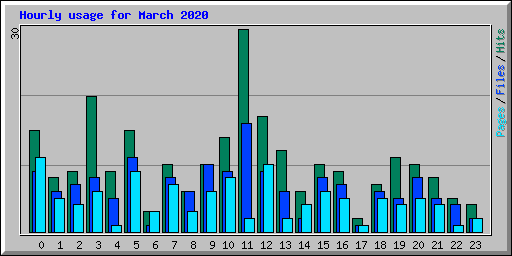 Hourly usage for March 2020
30
Pages/Files/Hits
0 1 2 3 4 5 6 7 8 9 10 11 12 13 14 15 16 17 18 19 20 21 22 23